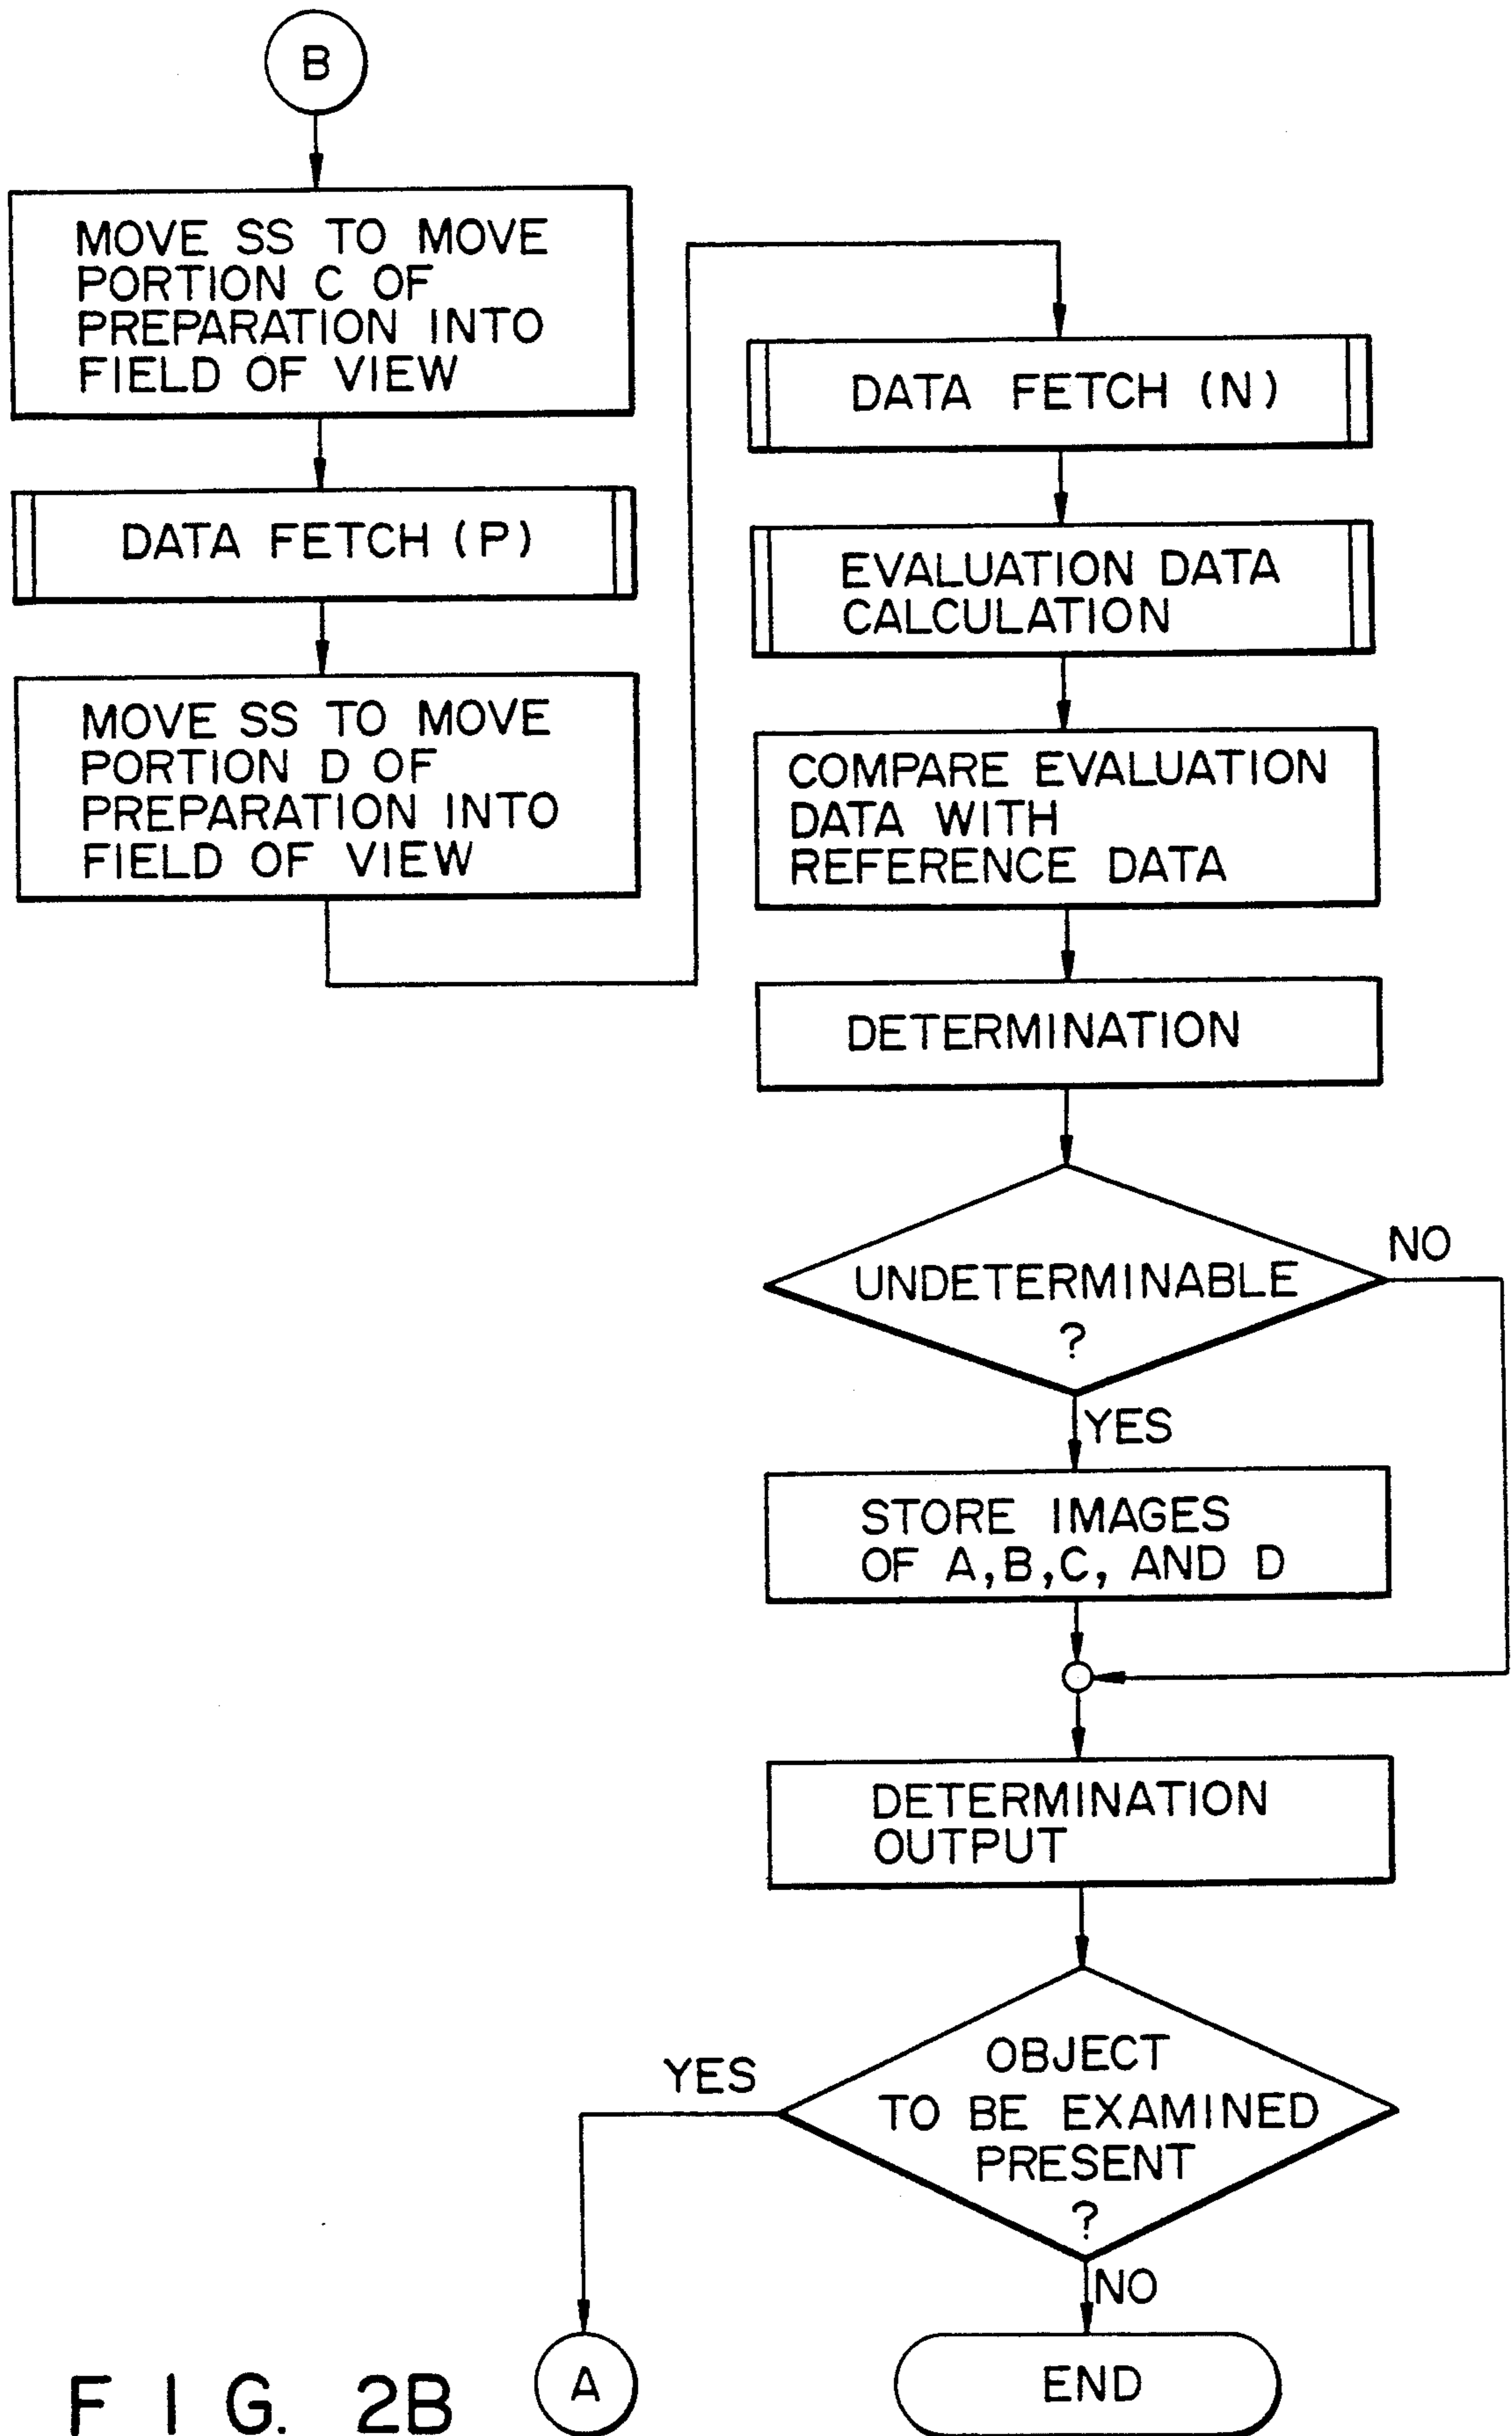 B
MOVE SS TO MOVE
PORTION C OF
PREPARATION INTO
FIELD OF VIEW
DATA FETCH (P)
MOVE SS TO MOVE
PORTION D OF
PREPARATION INTO
FIELD OF VIEW
DATA FETCH (N)
EVALUATION DATA
CALCULATION
COMPARE EVALUATION
DATA WITH
REFERENCE DATA
DETERMINATION
UNDETERMINABLE
?
NO
YES
STORE IMAGES
OF A, B, C, AND D
DETERMINATION
OUTPUT
OBJECT
TO BE EXAMINED
PRESENT
?
YES
NO
A
END
FIG. 2B